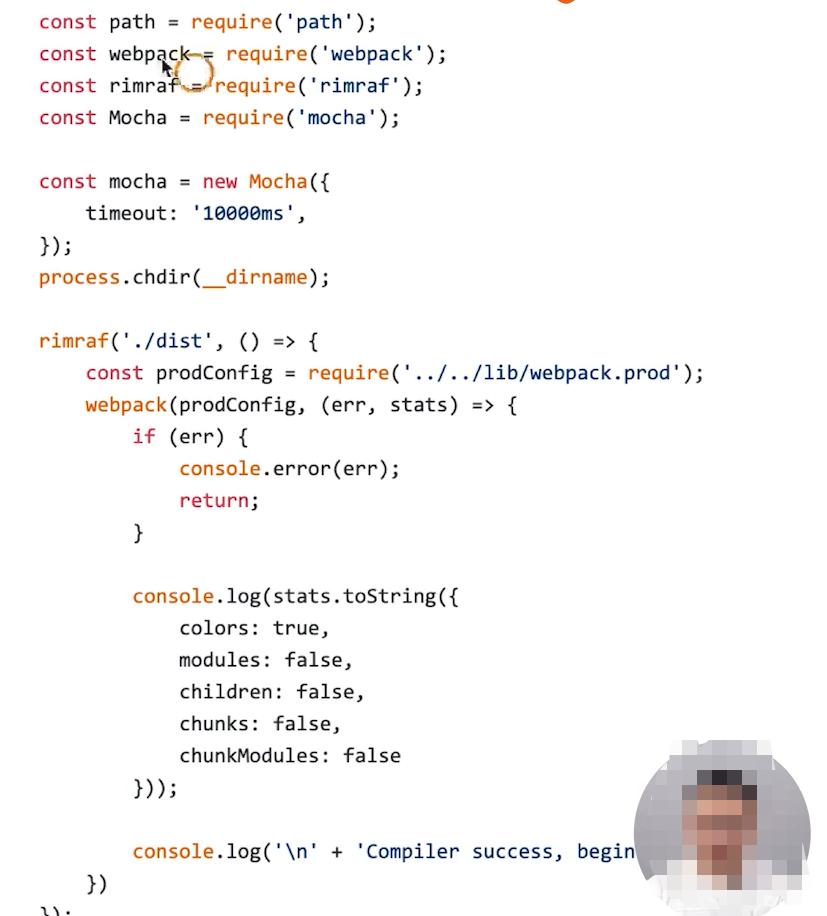 const path = require('path');
const webpack = require('webpack');
const rimraf = require('rimraf');
const Mocha = require('mocha');

const mocha = new Mocha({
    timeout: '10000ms',
});
process.chdir(__dirname);

rimraf('./dist', () => {
    const prodConfig = require('../../lib/webpack.prod');
    webpack(prodConfig, (err, stats) => {
        if (err) {
            console.error(err);
            return;
        }

        console.log(stats.toString({
            colors: true,
            modules: false,
            children: false,
            chunks: false,
            chunkModules: false
        }));

        console.log('\n' + 'Compiler success, begin
    })
});